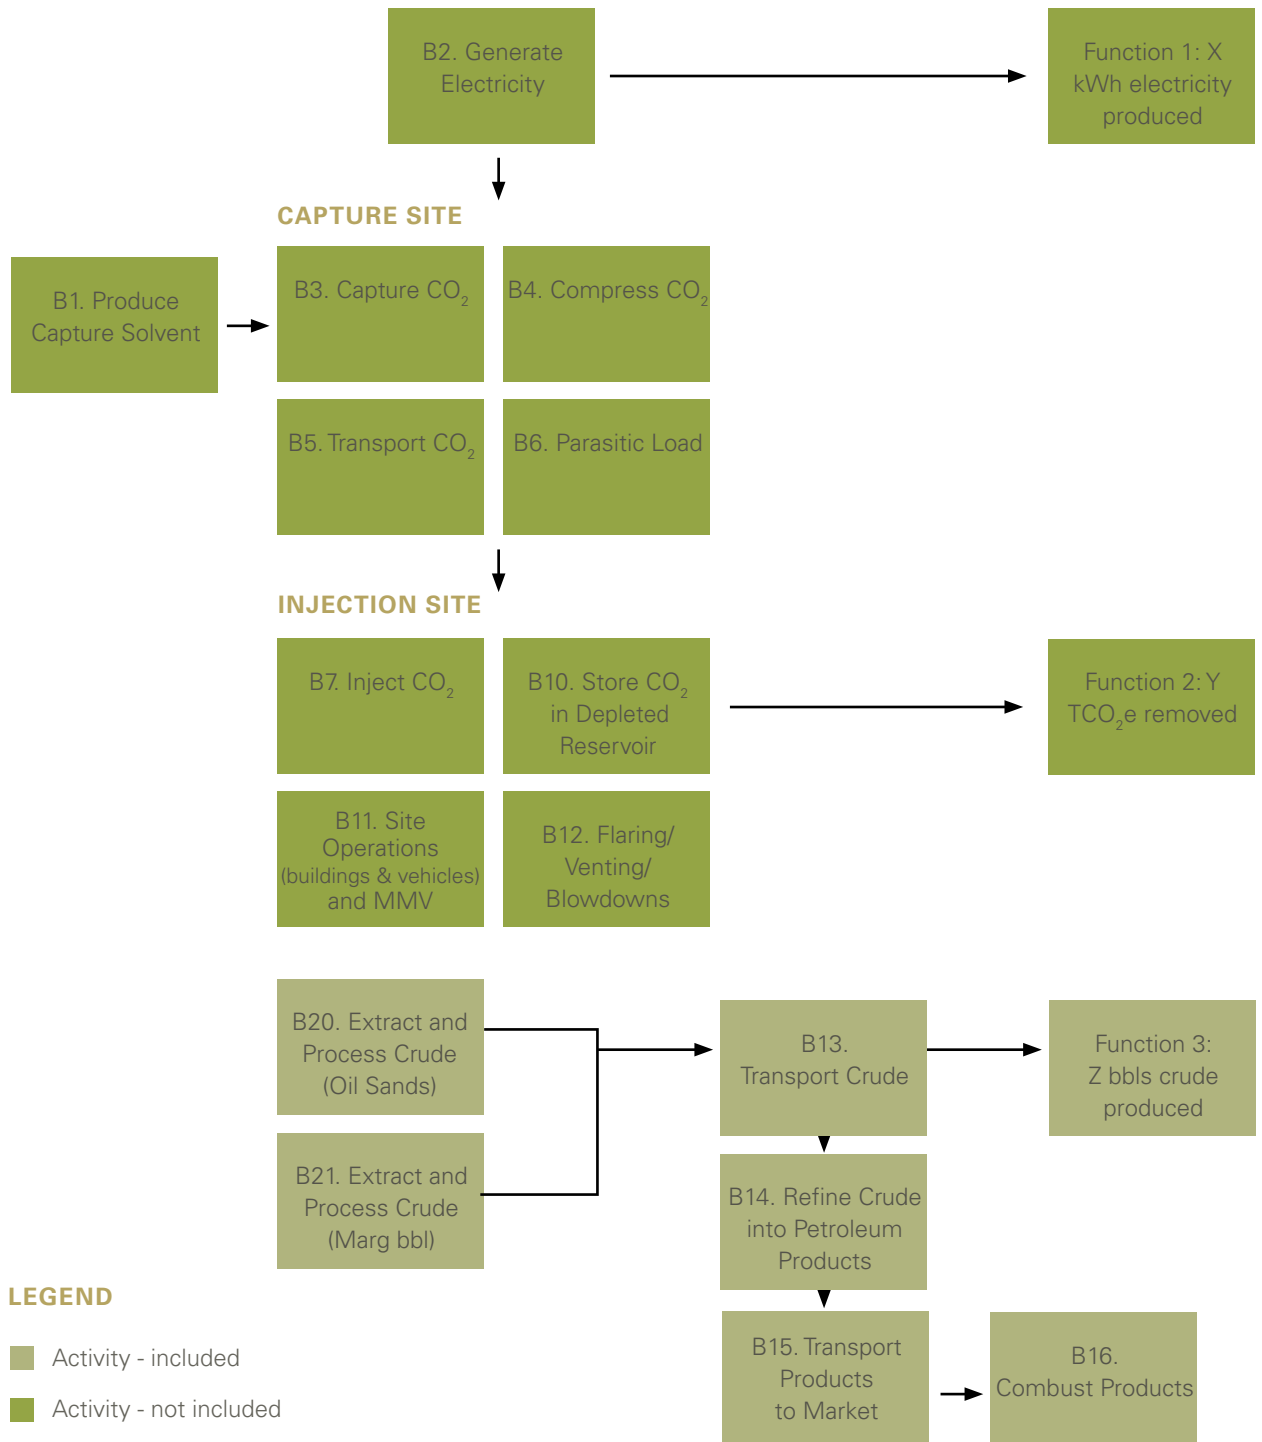 B2. Generate
Electricity
Function 1: X
kWh electricity
produced
CAPTURE SITE
B1. Produce
Capture Solvent
B3. Capture CO₂
B4. Compress CO₂
B5. Transport CO₂
B6. Parasitic Load
INJECTION SITE
B7. Inject CO₂
B10. Store CO₂
in Depleted
Reservoir
Function 2: Y
TCO₂e removed
B11. Site
Operations
(buildings & vehicles)
and MMV
B12. Flaring/
Venting/
Blowdowns
B20. Extract and
Process Crude
(Oil Sands)
B13.
Transport Crude
Function 3:
Z bbls crude
produced
B21. Extract and
Process Crude
(Marg bbl)
B14. Refine Crude
into Petroleum
Products
B15. Transport
Products
to Market
B16.
Combust Products
LEGEND
Activity - included
Activity - not included